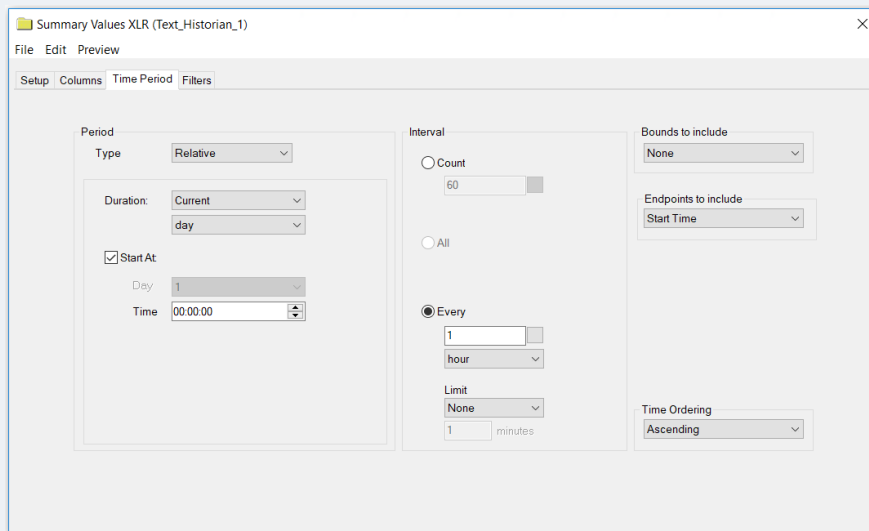 Summary Values XLR (Text_Historian_1)
File Edit Preview
Setup Columns Time Period Filters
Period
Type Relative
Duration: Current
day
Start At:
Day 1
Time 00:00:00
Interval
Count
60
All
Every
1
hour
Limit
None
1 minutes
Bounds to include
None
Endpoints to include
Start Time
Time Ordering
Ascending